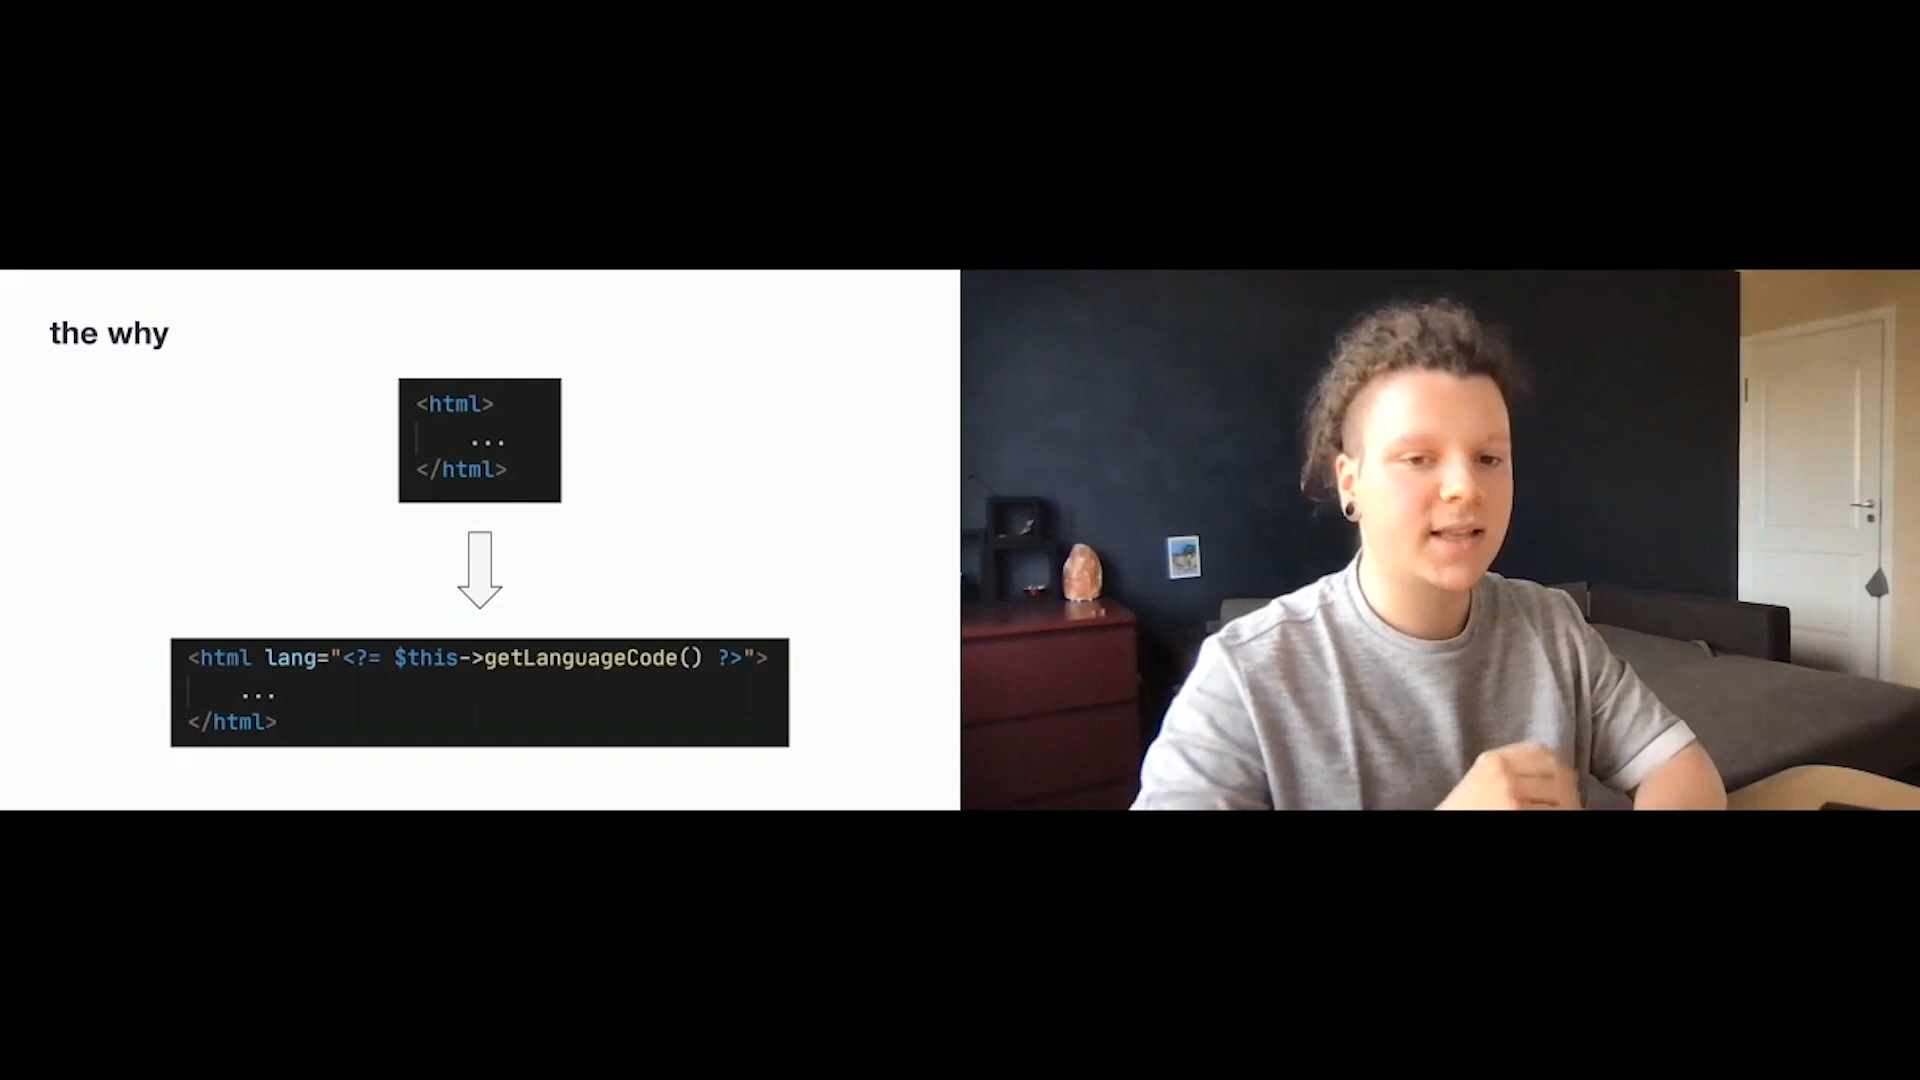 the why
<html>
...
</html>
<html lang="<?= $this->getLanguageCode() ?>">
...
</html>